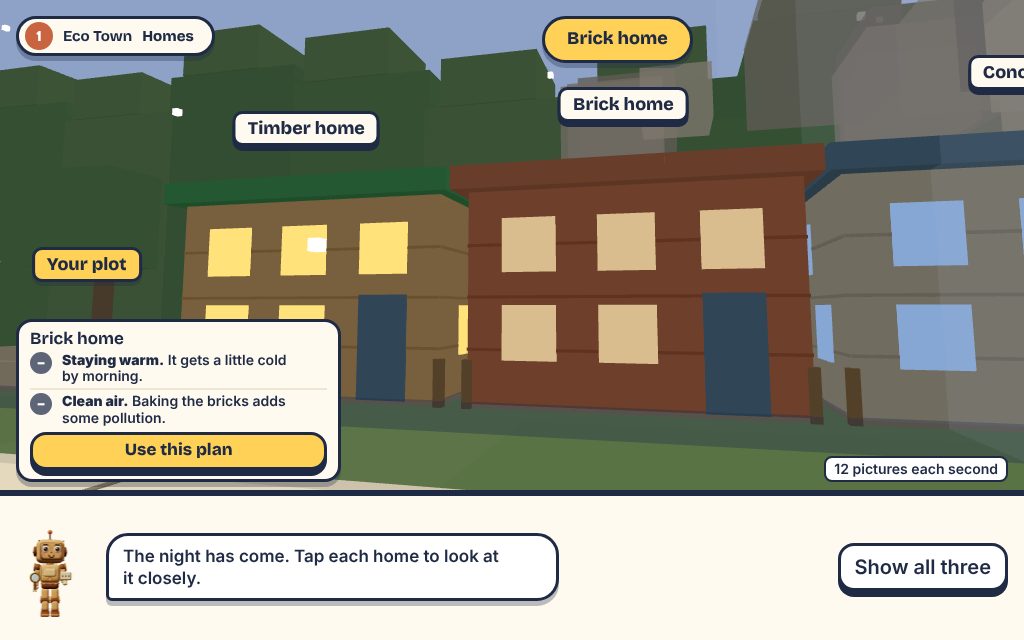 1 Eco Town Homes
Brick home
Conc
Brick home
Timber home
Your plot
Brick home
Staying warm. It gets a little cold
by morning.
Clean air. Baking the bricks adds
some pollution.
Use this plan
12 pictures each second
The night has come. Tap each home to look at
it closely.
Show all three